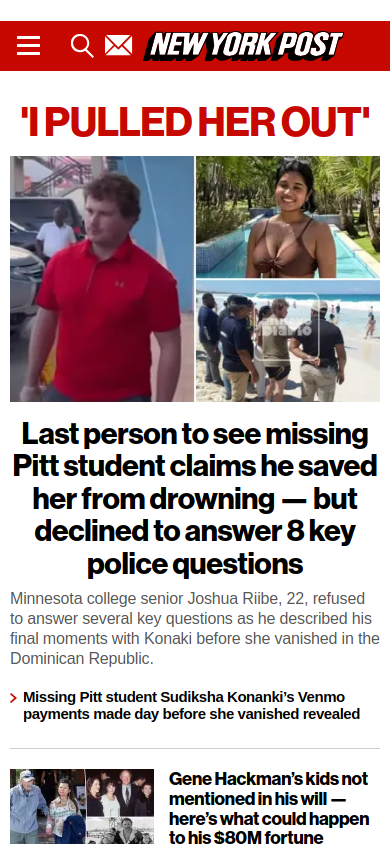 NEW YORK POST
'I PULLED HER OUT'
Diario
Last person to see missing
Pitt student claims he saved
her from drowning — but
declined to answer 8 key
police questions
Minnesota college senior Joshua Riibe, 22, refused
to answer several key questions as he described his
final moments with Konaki before she vanished in the
Dominican Republic.
Missing Pitt student Sudiksha Konanki’s Venmo
payments made day before she vanished revealed
Gene Hackman’s kids not
mentioned in his will —
here’s what could happen
to his $80M fortune